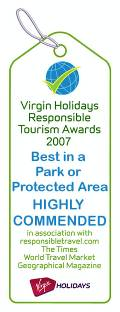 Virgin Holidays
Responsible
Tourism Awards
2007
Best in a
Park or
Protected Area
HIGHLY
COMMENDED
in association with
responsibletravel.com
The Times
World Travel Market
Geographical Magazine
Virgin HOLIDAYS